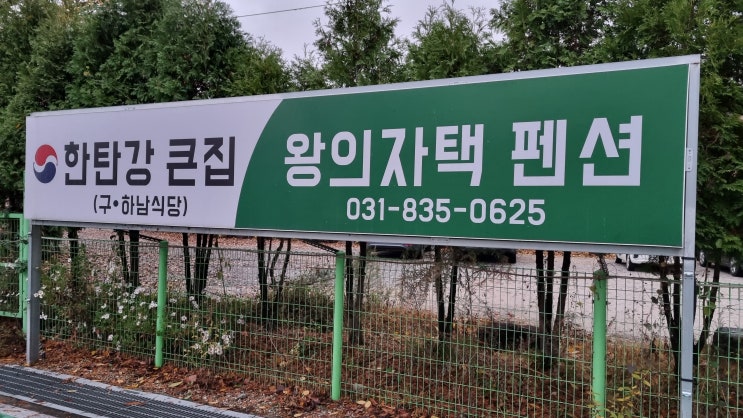 한탄강 큰집
(구•하남식당)
왕의자택 펜션
031-835-0625